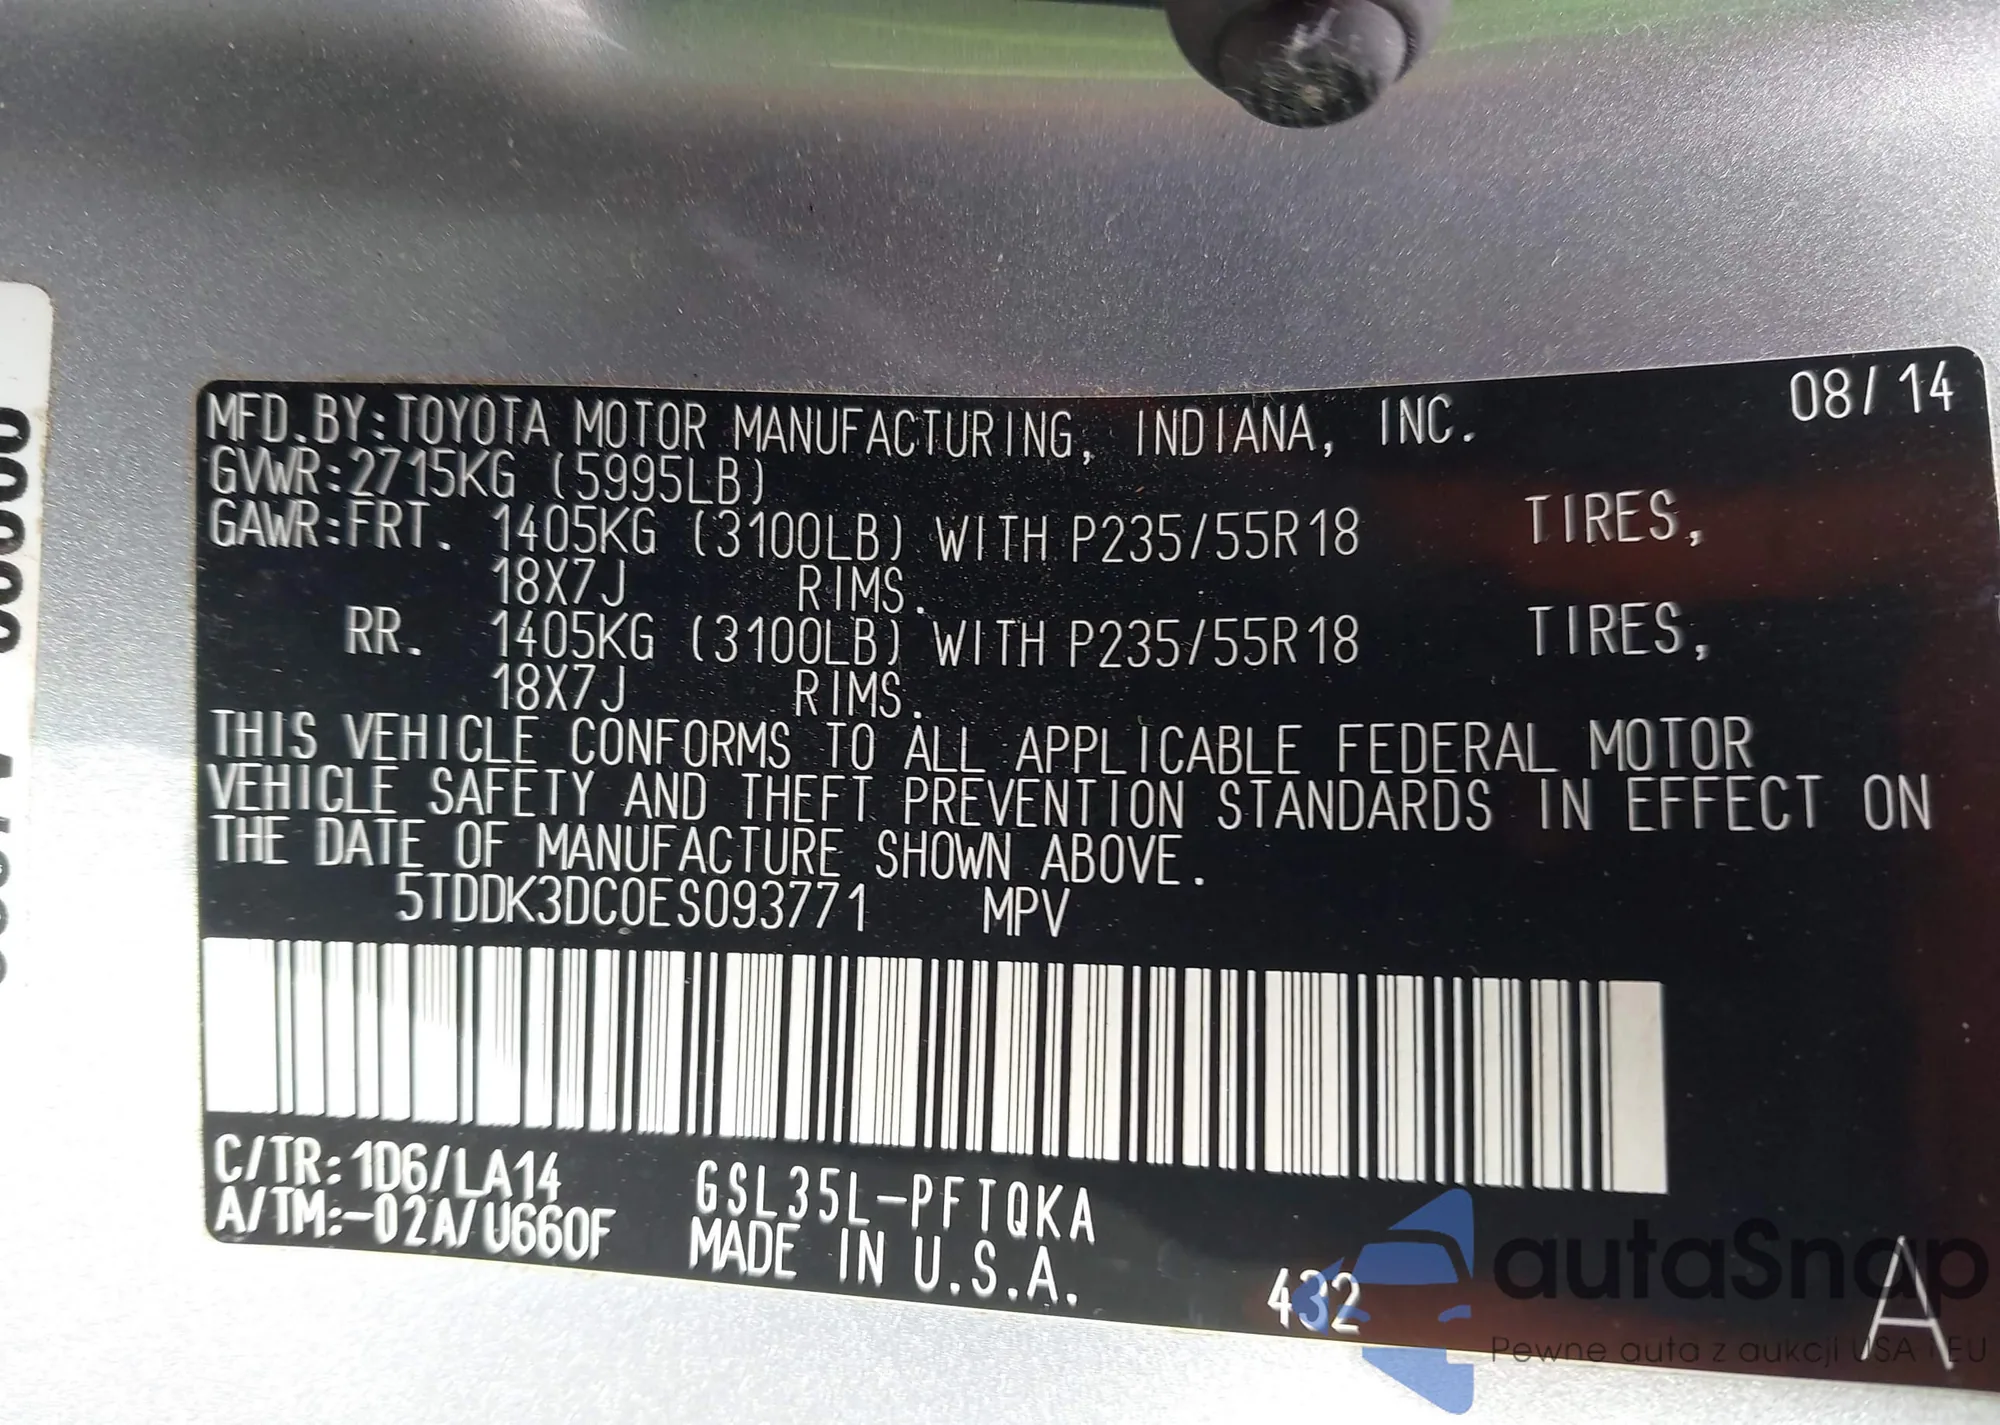 MFD.BY:TOYOTA MOTOR MANUFACTURING, INDIANA, INC. 08/14
GVWR:2715KG (5995LB)
GAWR:FRT. 1405KG (3100LB) WITH P235/55R18 TIRES,
18X7J RIMS.
RR. 1405KG (3100LB) WITH P235/55R18 TIRES,
18X7J RIMS.
THIS VEHICLE CONFORMS TO ALL APPLICABLE FEDERAL MOTOR
VEHICLE SAFETY AND THEFT PREVENTION STANDARDS IN EFFECT ON
THE DATE OF MANUFACTURE SHOWN ABOVE.
5TDDK3DC0ES093771 MPV
C/TR:1D6/LA14 GSL35L-PFTQKA
A/TM:-02A/U660F MADE IN U.S.A.
432 A
autaSnap
Pewne auta z aukcji USA i EU